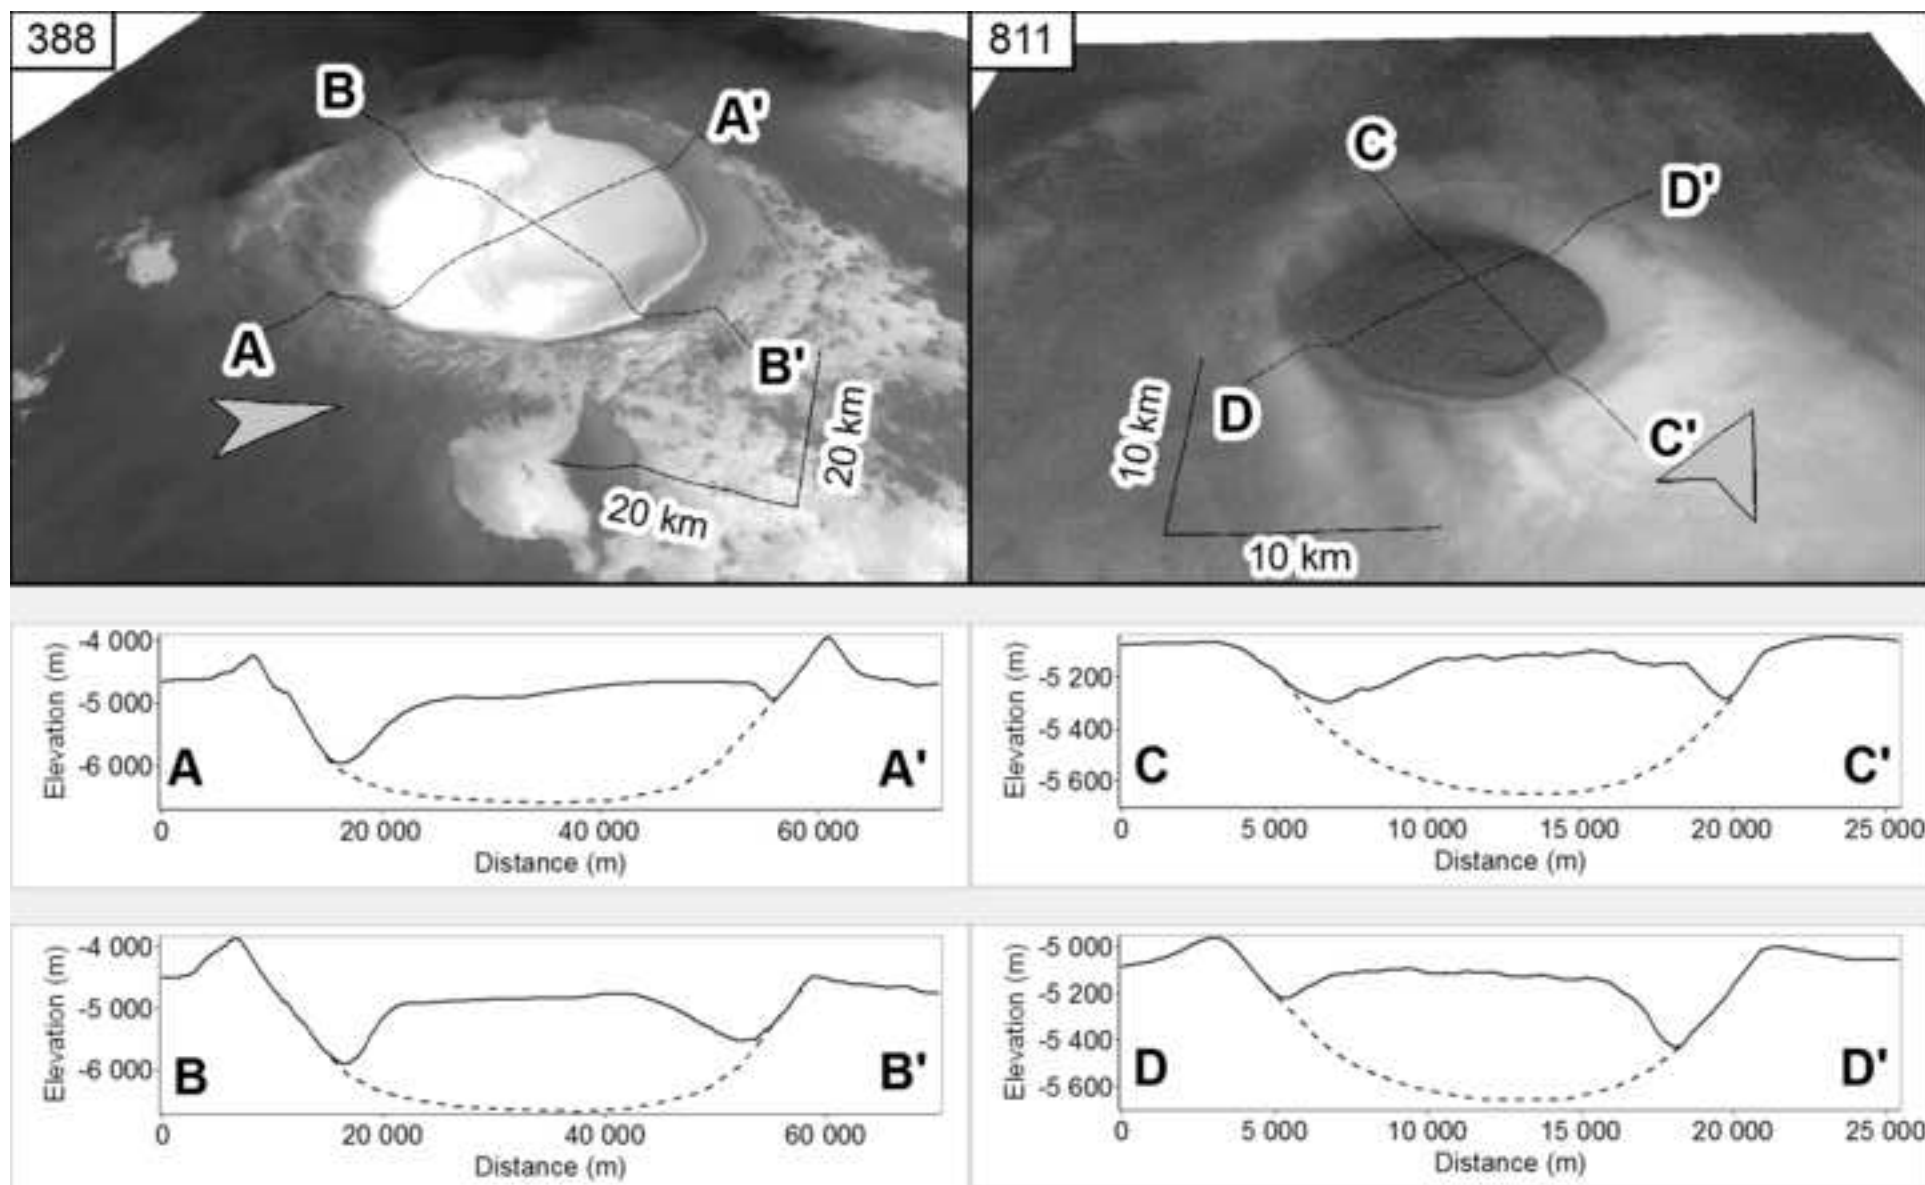 388
B
A'
A
B'
20 km
20 km
811
C
D'
D
C'
10 km
10 km
Elevation (m)
-4 000
-5 000
-6 000
A
A'
0
20 000
40 000
60 000
Distance (m)
Elevation (m)
-5 200
-5 400
-5 600
C
C'
0
5 000
10 000
15 000
20 000
25 000
Distance (m)
Elevation (m)
-4 000
-5 000
-6 000
B
B'
0
20 000
40 000
60 000
Distance (m)
Elevation (m)
-5 000
-5 200
-5 400
-5 600
D
D'
0
5 000
10 000
15 000
20 000
25 000
Distance (m)